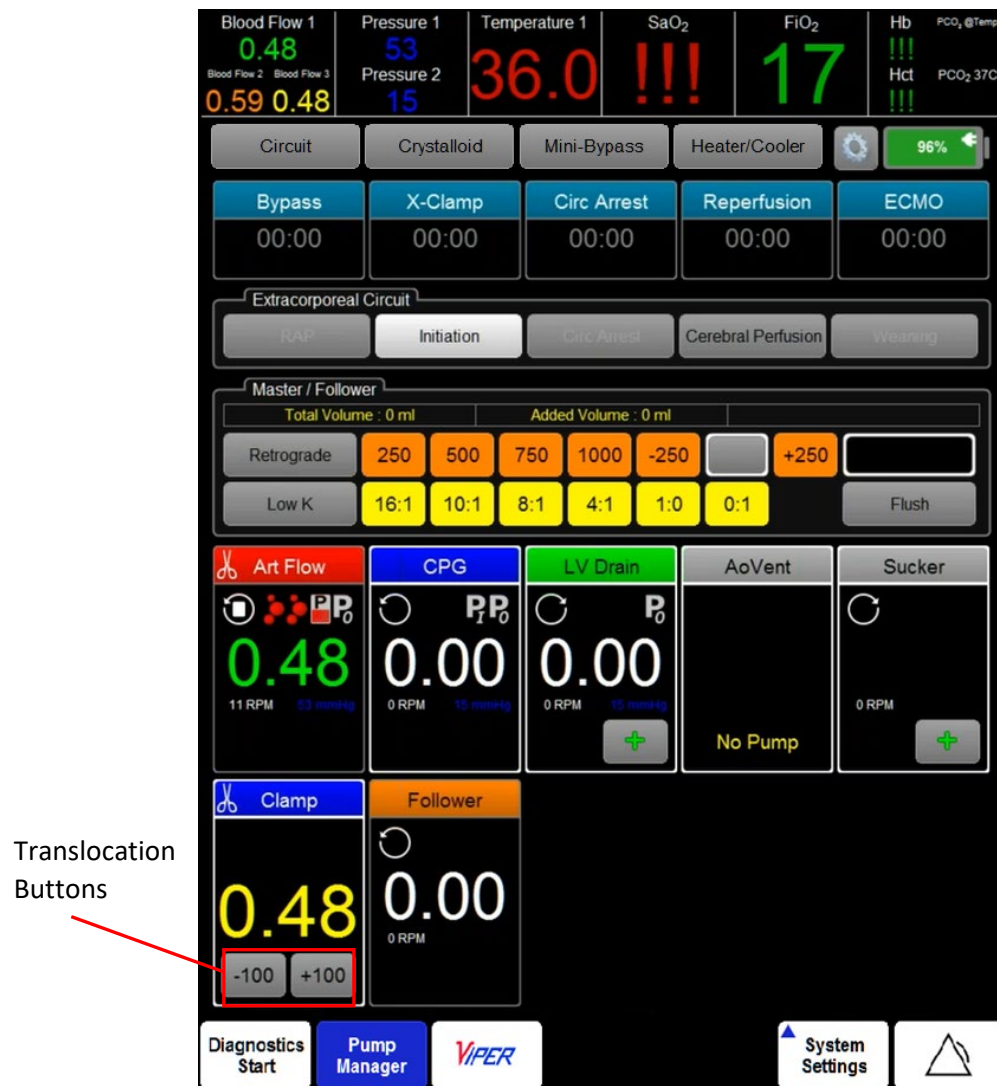 Blood Flow 1 Pressure 1 Temperature 1 SaO₂ FiO₂ Hb PCO₂ @Temp
0.48 53 36.0 !!! 17 !!!
Blood Flow 2 Blood Flow 3 Pressure 2 Hct PCO₂ 37C
0.59 0.48 15 !!!
Circuit Crystalloid Mini-Bypass Heater/Cooler 96%
Bypass X-Clamp Circ Arrest Reperfusion ECMO
00:00 00:00 00:00 00:00 00:00
Extracorporeal Circuit
RAP Initiation Circ Arrest Cerebral Perfusion Weaning
Master / Follower
Total Volume : 0 ml Added Volume : 0 ml
Retrograde 250 500 750 1000 -250 +250
Low K 16:1 10:1 8:1 4:1 1:0 0:1 Flush
Art Flow CPG LV Drain AoVent Sucker
P P₀ Pᵢ P₀ P₀
0.48 0.00 0.00
11 RPM 53 mmHg 0 RPM 15 mmHg 0 RPM 15 mmHg 0 RPM
+ No Pump +
Clamp Follower
Translocation
Buttons
0.48 0.00
0 RPM
-100 +100
Diagnostics Start Pump Manager VIPER System Settings